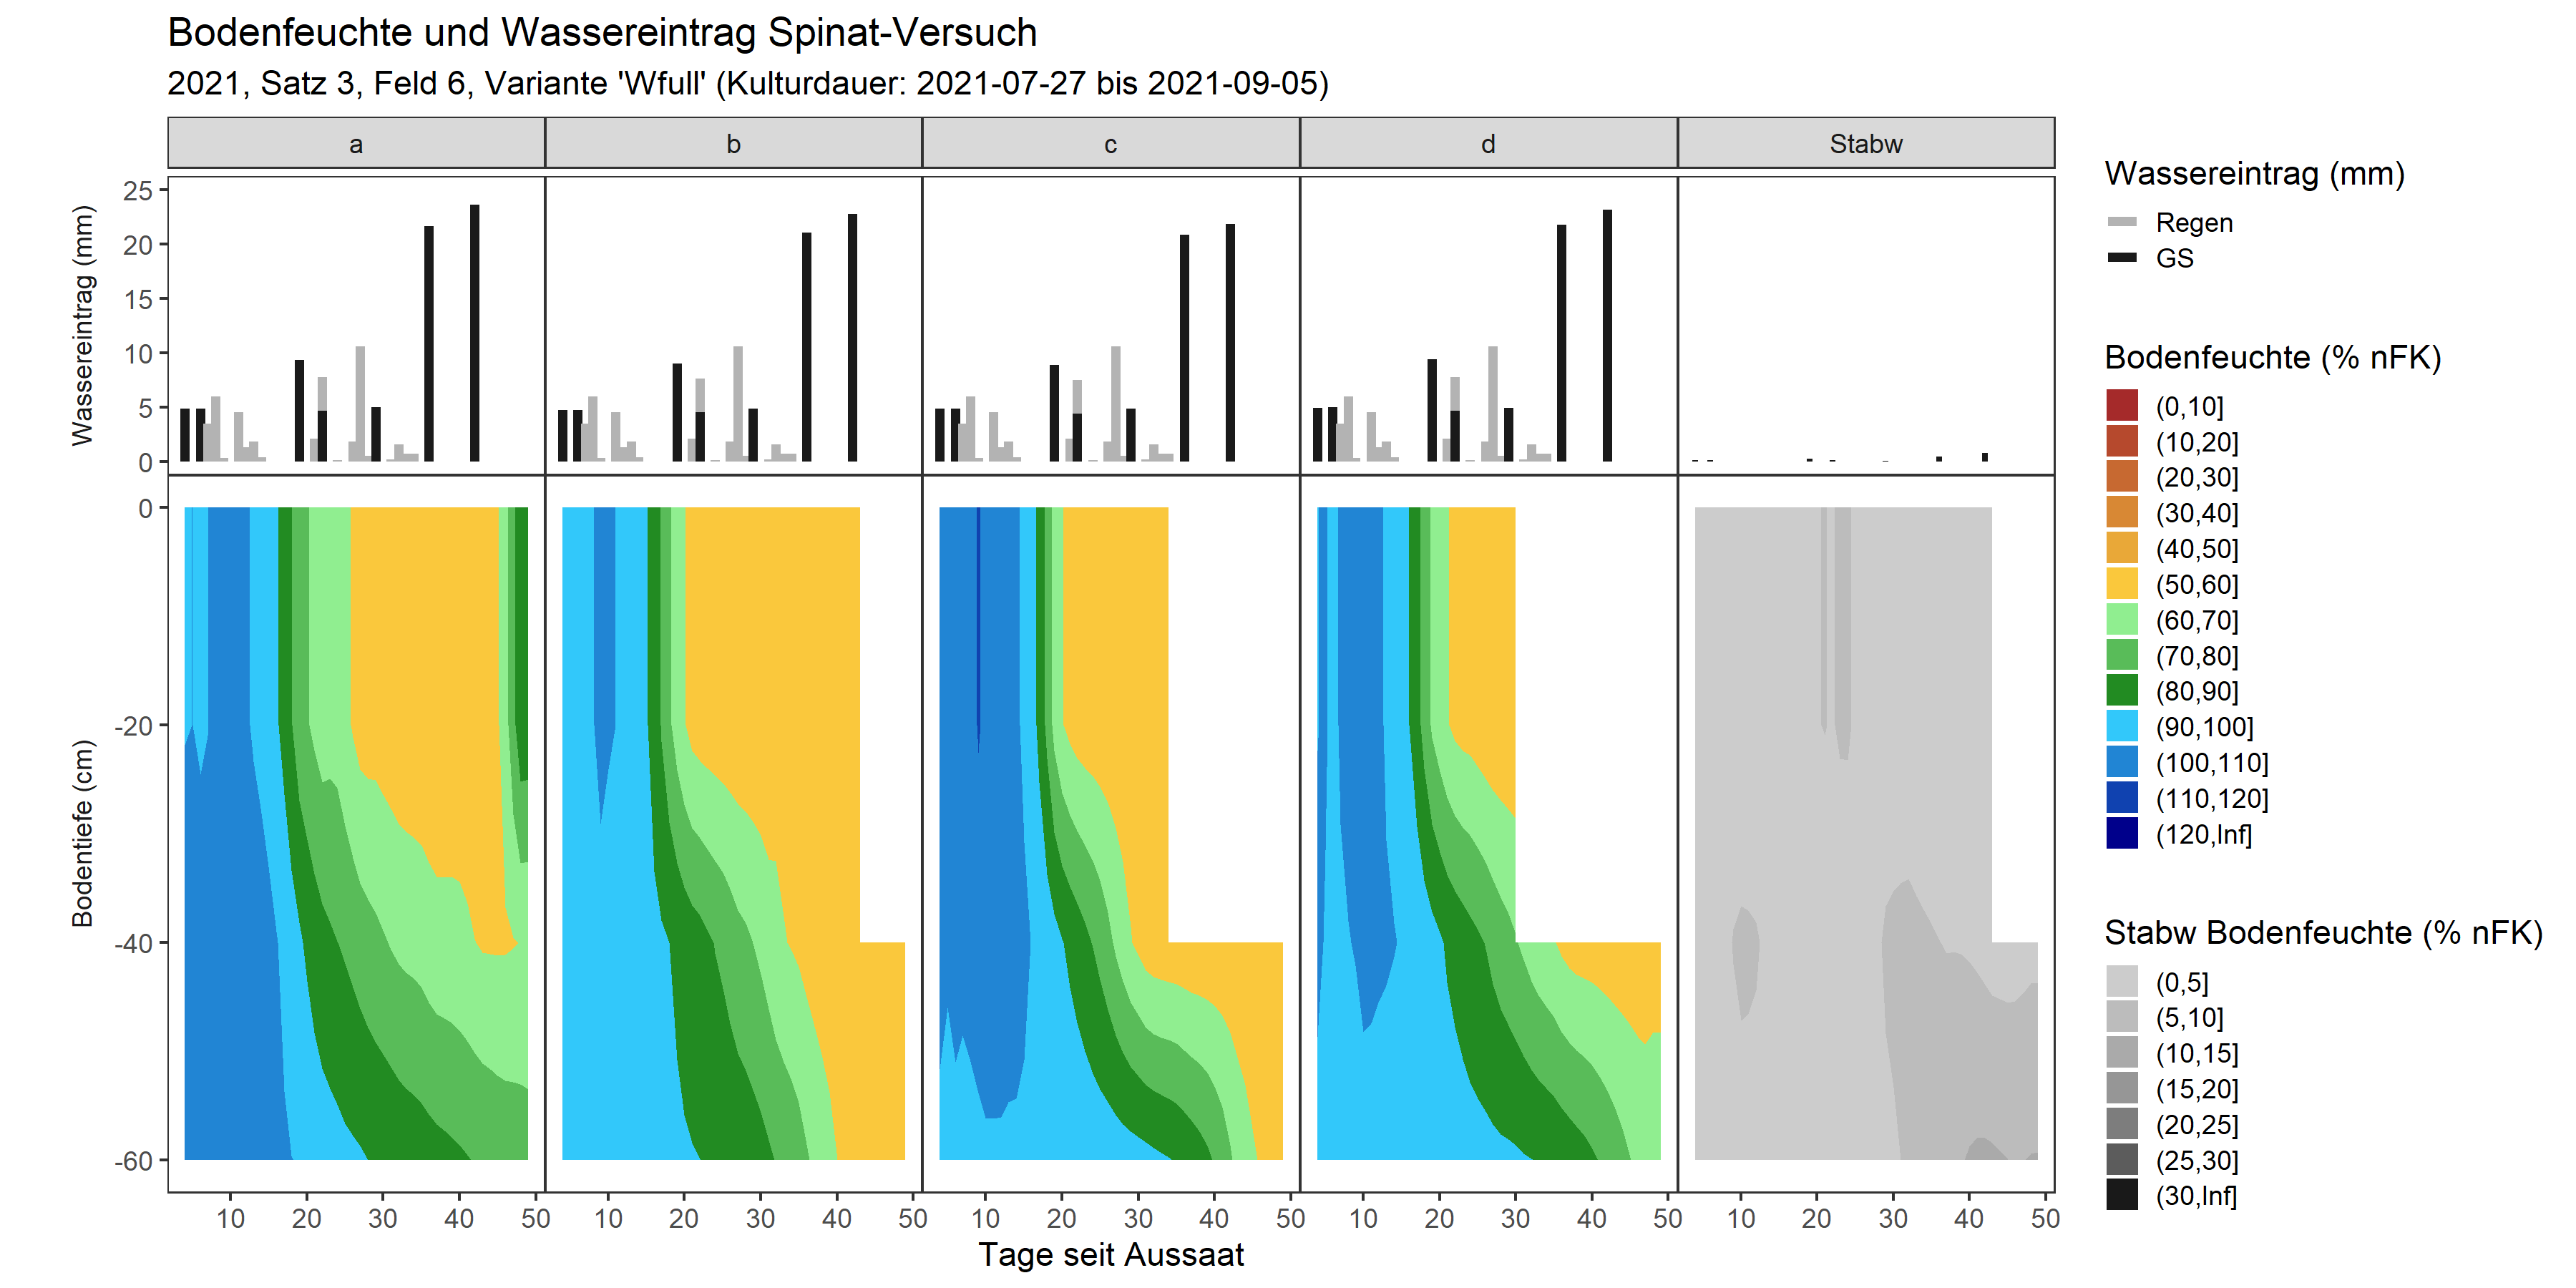 Bodenfeuchte und Wassereintrag Spinat-Versuch
2021, Satz 3, Feld 6, Variante 'Wfull' (Kulturdauer: 2021-07-27 bis 2021-09-05)
a b c d Stabw
Wassereintrag (mm)
25
20
15
10
5
0
Bodentiefe (cm)
0
-20
-40
-60
10 20 30 40 50 10 20 30 40 50 10 20 30 40 50 10 20 30 40 50 10 20 30 40 50
Tage seit Aussaat
Wassereintrag (mm)
Regen
GS
Bodenfeuchte (% nFK)
(0,10]
(10,20]
(20,30]
(30,40]
(40,50]
(50,60]
(60,70]
(70,80]
(80,90]
(90,100]
(100,110]
(110,120]
(120,Inf]
Stabw Bodenfeuchte (% nFK)
(0,5]
(5,10]
(10,15]
(15,20]
(20,25]
(25,30]
(30,Inf]